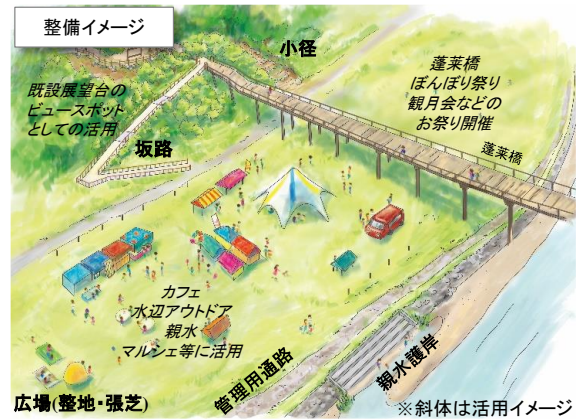 整備イメージ
小径
既設展望台の
ビュースポット
としての活用
蓬莱橋
ぼんぼり祭り
観月会などの
お祭り開催
坂路
蓬莱橋
カフェ
水辺アウトドア
親水
マルシェ等に活用
管理用通路
親水護岸
広場(整地・張芝)
※斜体は活用イメージ